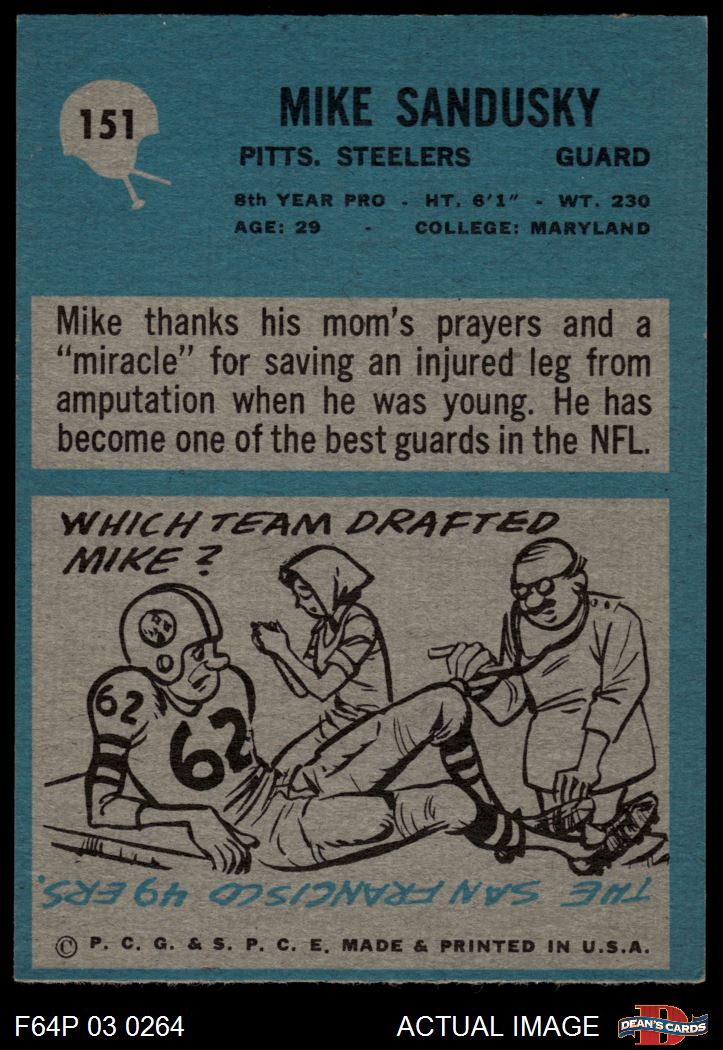 151
MIKE SANDUSKY
PITTS. STEELERS GUARD
8th YEAR PRO - HT. 6'1" - WT. 230
AGE: 29 - COLLEGE: MARYLAND
Mike thanks his mom's prayers and a
"miracle" for saving an injured leg from
amputation when he was young. He has
become one of the best guards in the NFL.
WHICH TEAM DRAFTED
MIKE?
62
62
THE SAN FRANCISCO 49ERS.
© P. C. G. & S. P. C. E. MADE & PRINTED IN U.S.A.
F64P 03 0264 ACTUAL IMAGE
D
DEAN'S CARDS